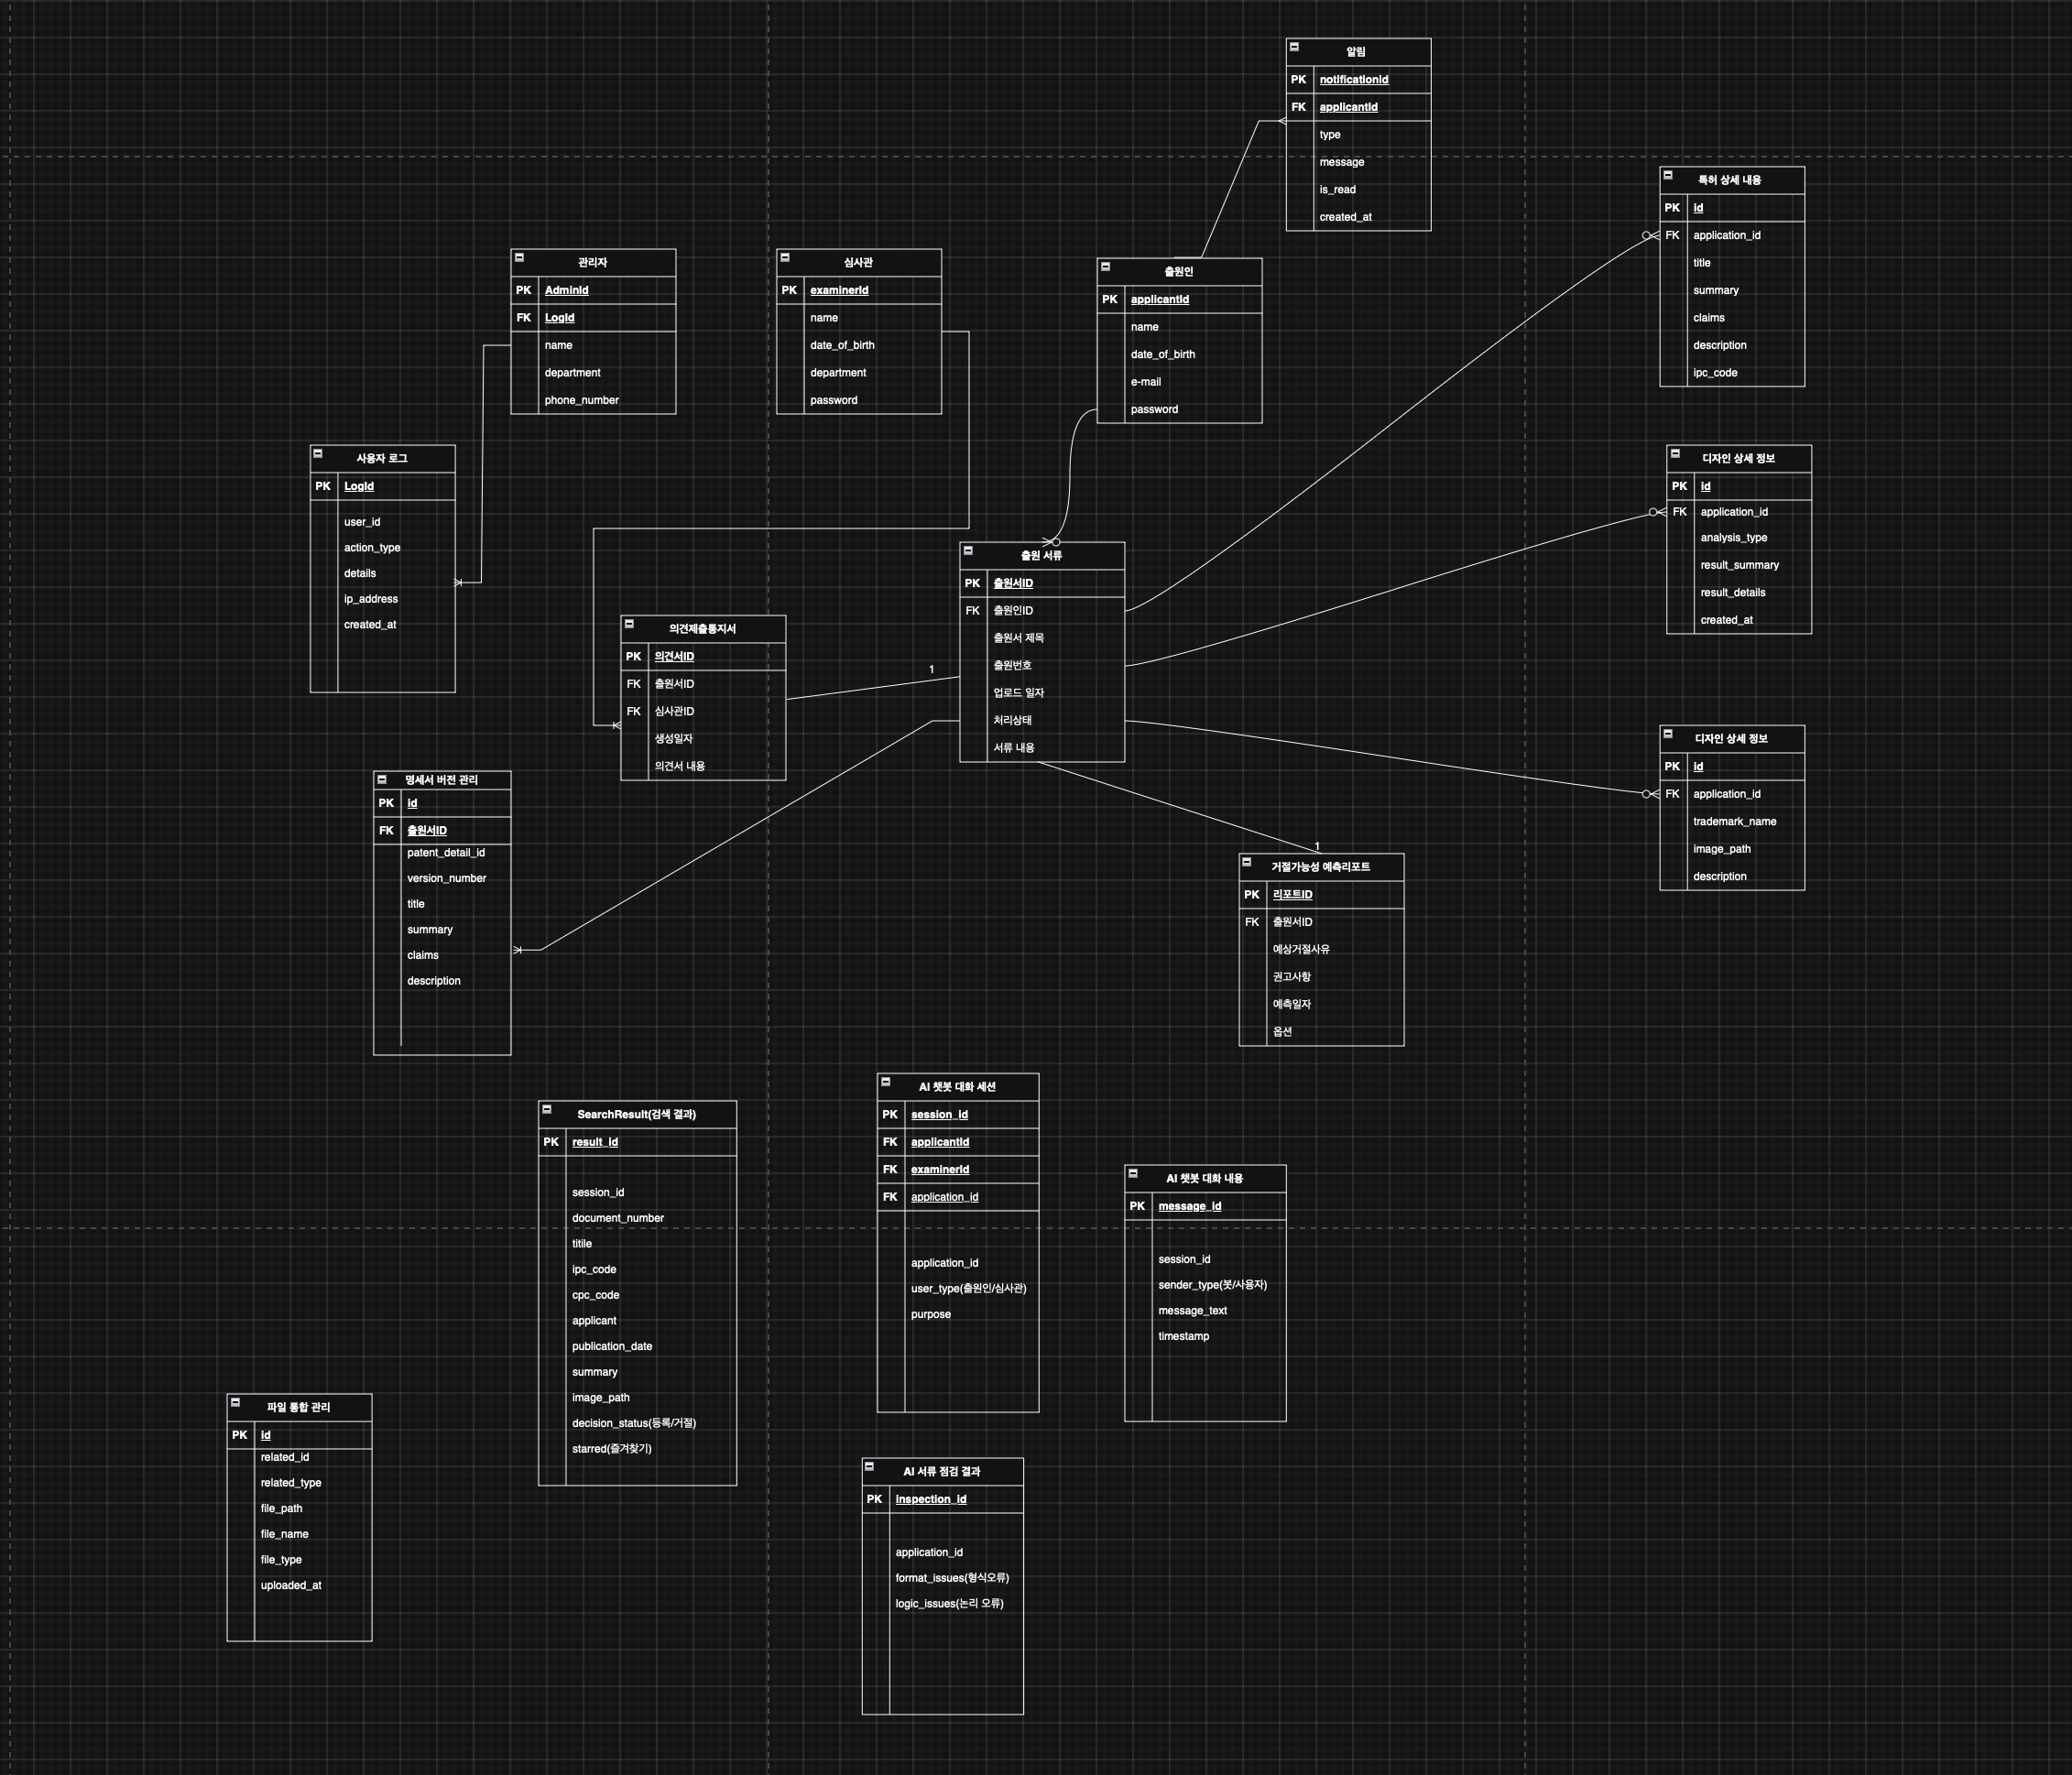 알림
PK notificationId
FK applicantId
type
message
is_read
created_at
특허 상세 내용
PK id
FK application_id
title
summary
claims
description
ipc_code
관리자
PK AdminId
FK LogId
name
department
phone_number
심사관
PK examinerId
name
date_of_birth
department
password
출원인
PK applicantId
name
date_of_birth
e-mail
password
사용자 로그
PK LogId
user_id
action_type
details
ip_address
created_at
디자인 상세 정보
PK id
FK application_id
analysis_type
result_summary
result_details
created_at
출원 서류
PK 출원서ID
FK 출원인ID
출원서 제목
출원번호
업로드 일자
처리상태
서류 내용
1
의견제출통지서
PK 의견서ID
FK 출원서ID
FK 심사관ID
생성일자
의견서 내용
디자인 상세 정보
PK id
FK application_id
trademark_name
image_path
description
명세서 버전 관리
PK id
FK 출원서ID
patent_detail_id
version_number
title
summary
claims
description
1
거절가능성 예측리포트
PK 리포트ID
FK 출원서ID
예상거절사유
권고사항
예측일자
옵션
SearchResult(검색 결과)
PK result_id
session_id
document_number
titile
ipc_code
cpc_code
applicant
publication_date
summary
image_path
decision_status(등록/거절)
starred(즐겨찾기)
AI 챗봇 대화 세션
PK session_id
FK applicantId
FK examinerId
FK application_id
application_id
user_type(출원인/심사관)
purpose
AI 챗봇 대화 내용
PK message_id
session_id
sender_type(봇/사용자)
message_text
timestamp
파일 통합 관리
PK id
related_id
related_type
file_path
file_name
file_type
uploaded_at
AI 서류 점검 결과
PK inspection_id
application_id
format_issues(형식오류)
logic_issues(논리 오류)